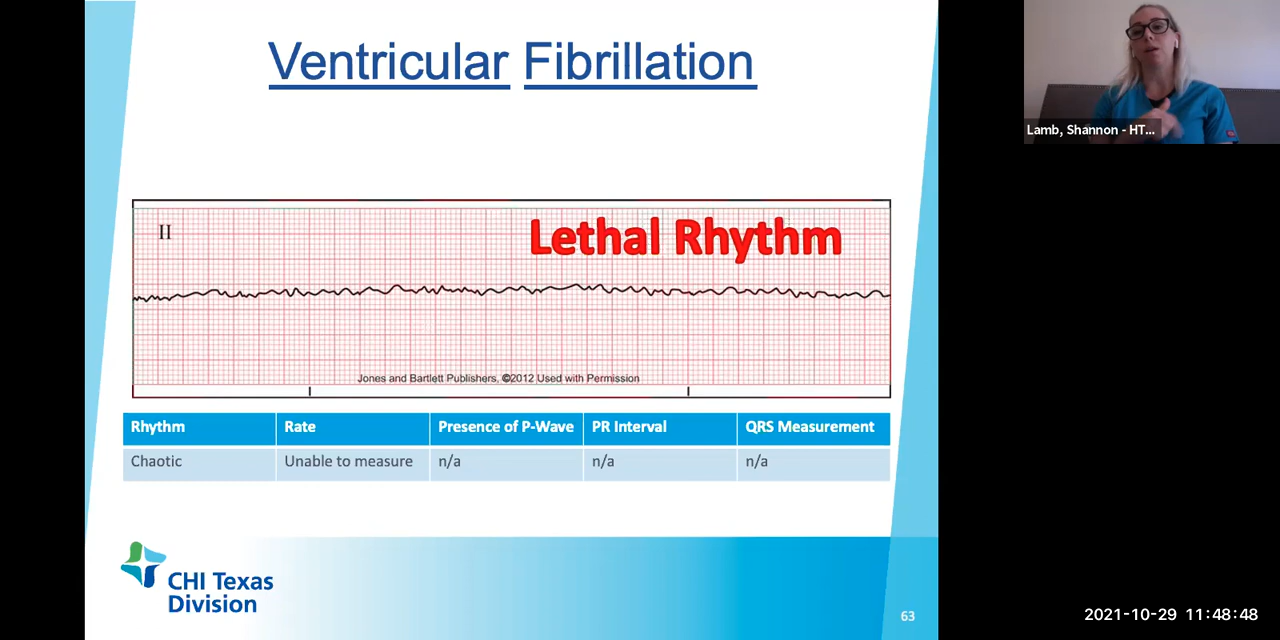 Ventricular Fibrillation
Lamb, Shannon - HT...
II
Lethal Rhythm
Jones and Bartlett Publishers, ©2012 Used with Permission
Rhythm Rate Presence of P-Wave PR Interval QRS Measurement
Chaotic Unable to measure n/a n/a n/a
CHI Texas
Division
63
2021-10-29 11:48:48